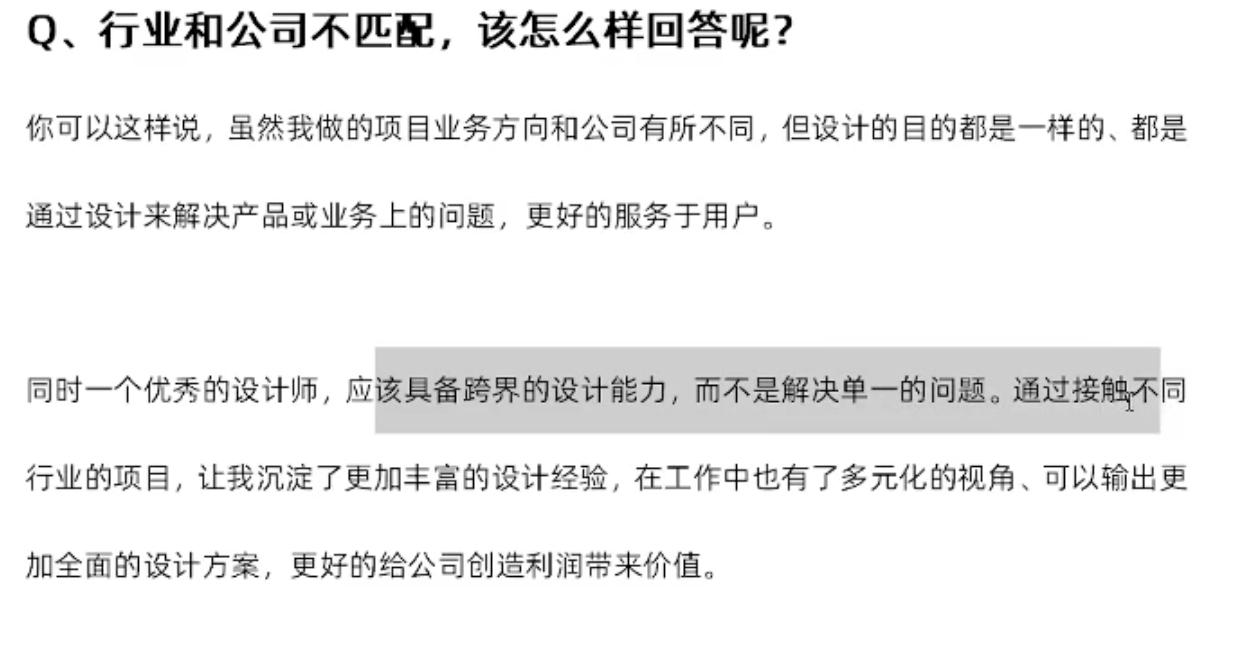 Q、行业和公司不匹配，该怎么样回答呢？
你可以这样说，虽然我做的项目业务方向和公司有所不同，但设计的目的都是一样的、都是
通过设计来解决产品或业务上的问题，更好的服务于用户。
同时一个优秀的设计师，应该具备跨界的设计能力，而不是解决单一的问题。通过接触不同
行业的项目，让我沉淀了更加丰富的设计经验，在工作中也有了多元化的视角、可以输出更
加全面的设计方案，更好的给公司创造利润带来价值。